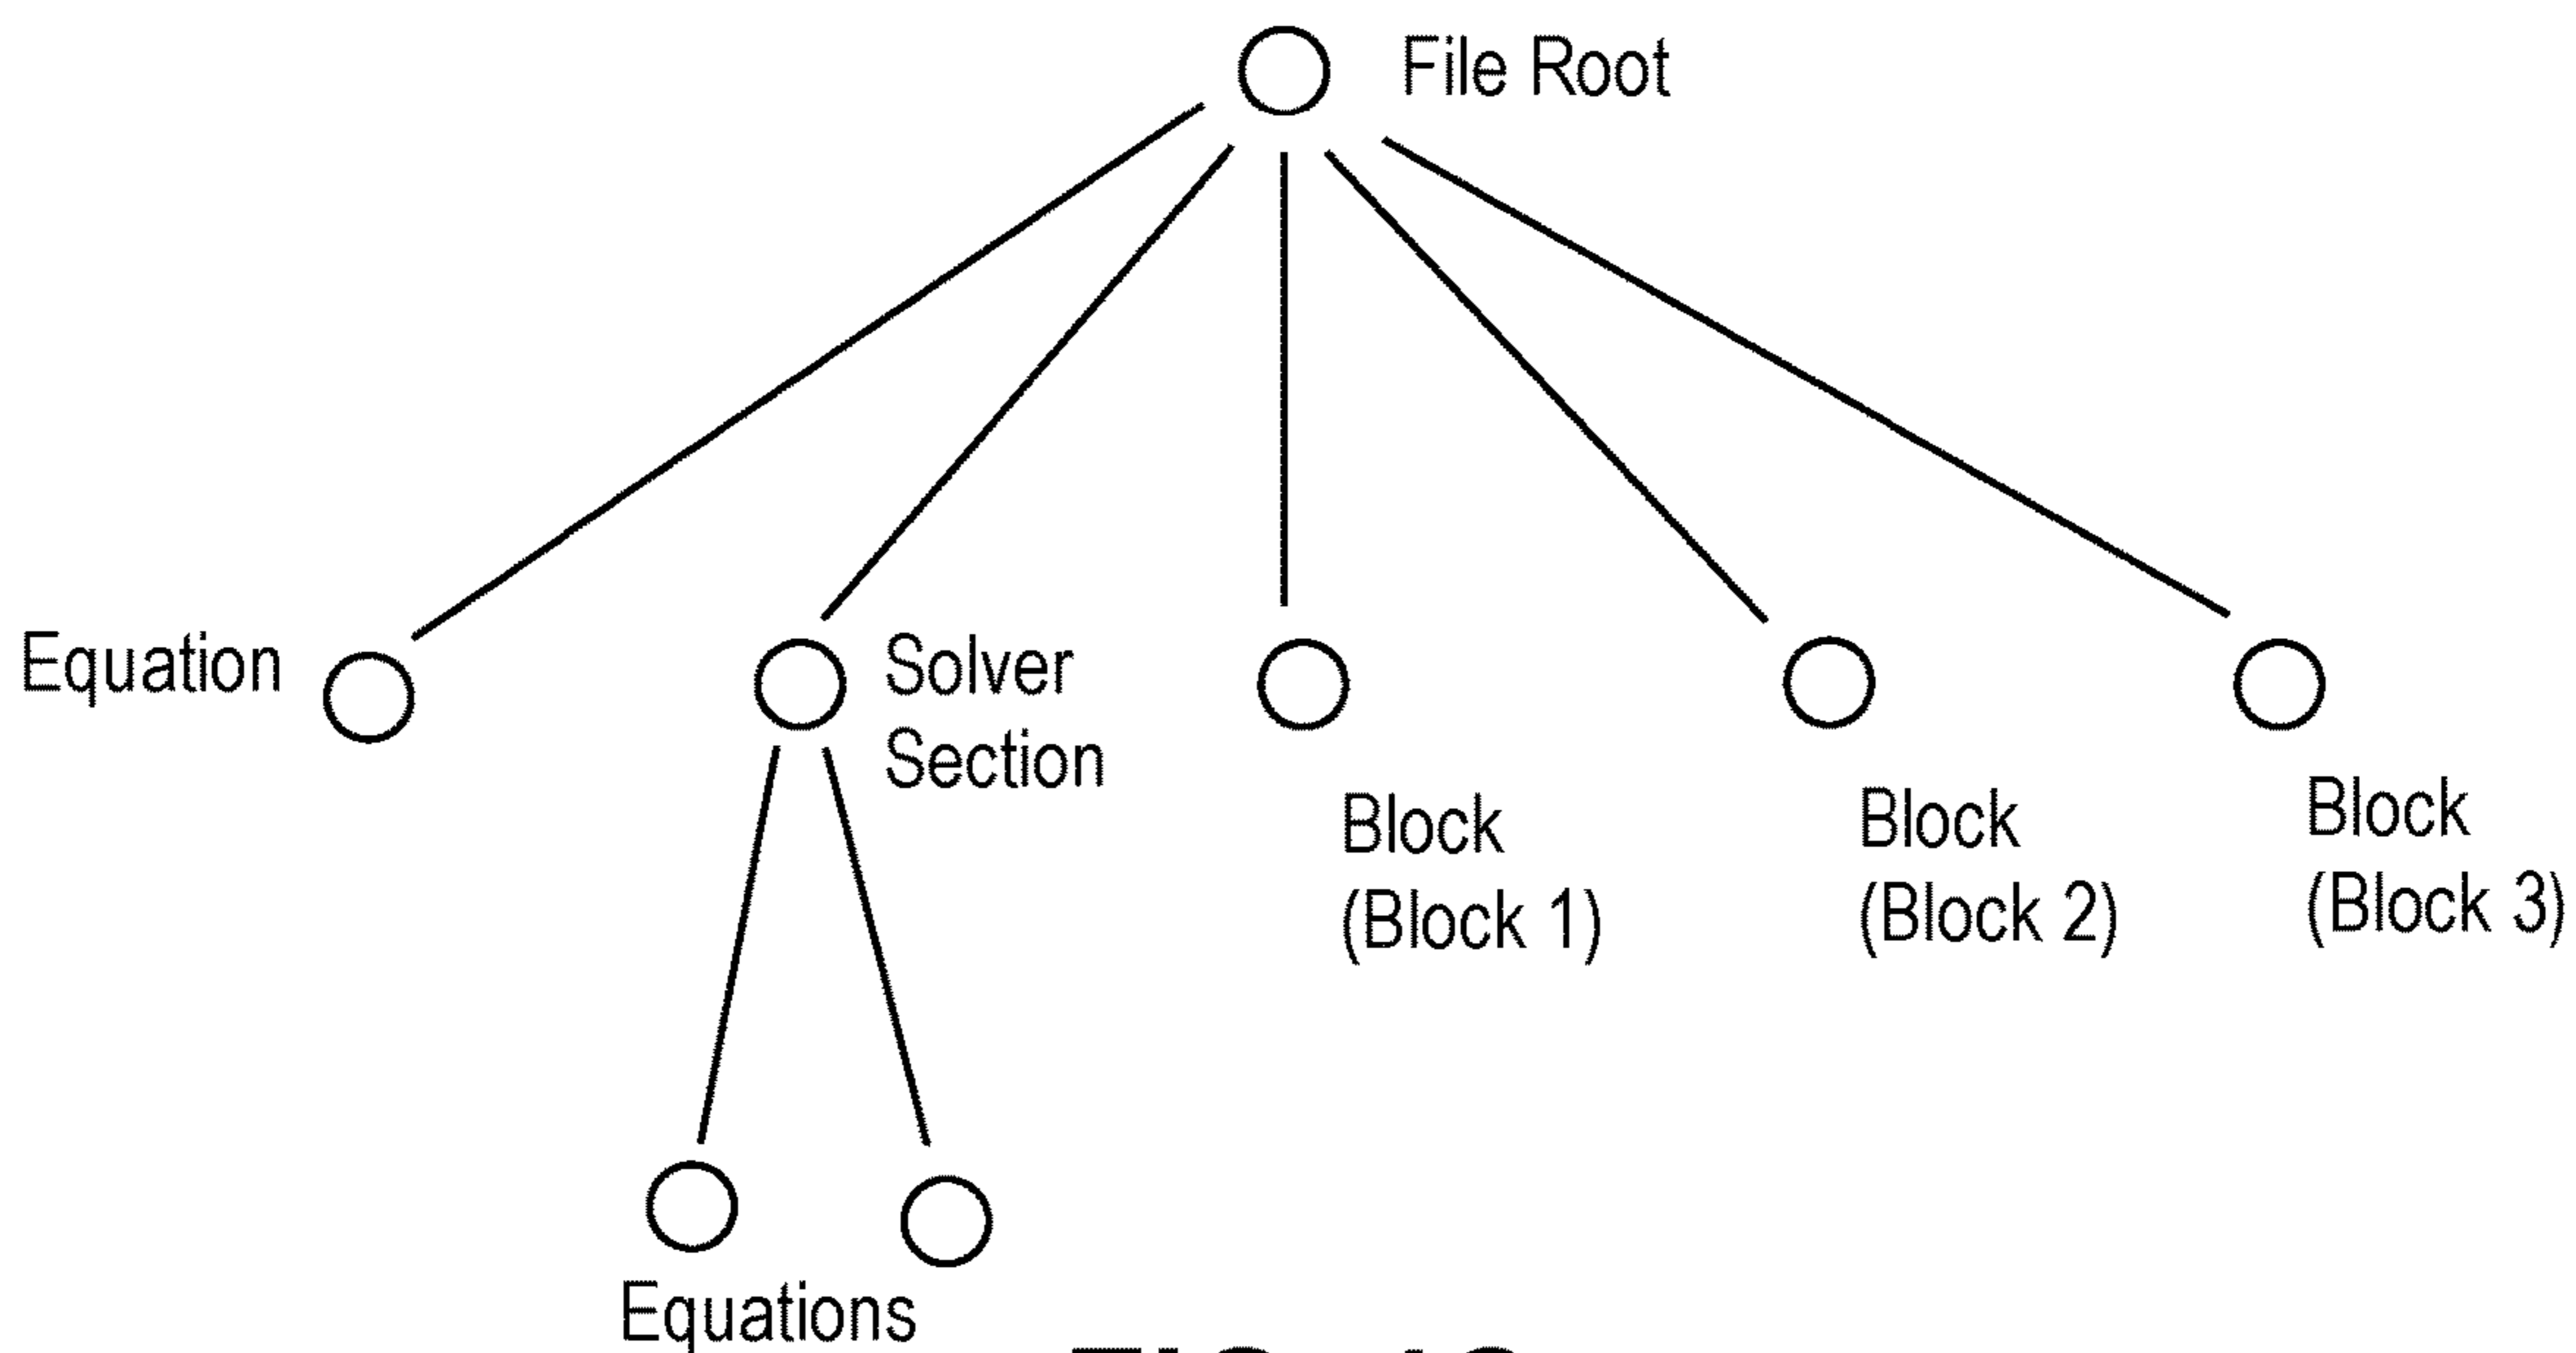 File Root
Equation
Solver
Section
Block
(Block 1)
Block
(Block 2)
Block
(Block 3)
Equations